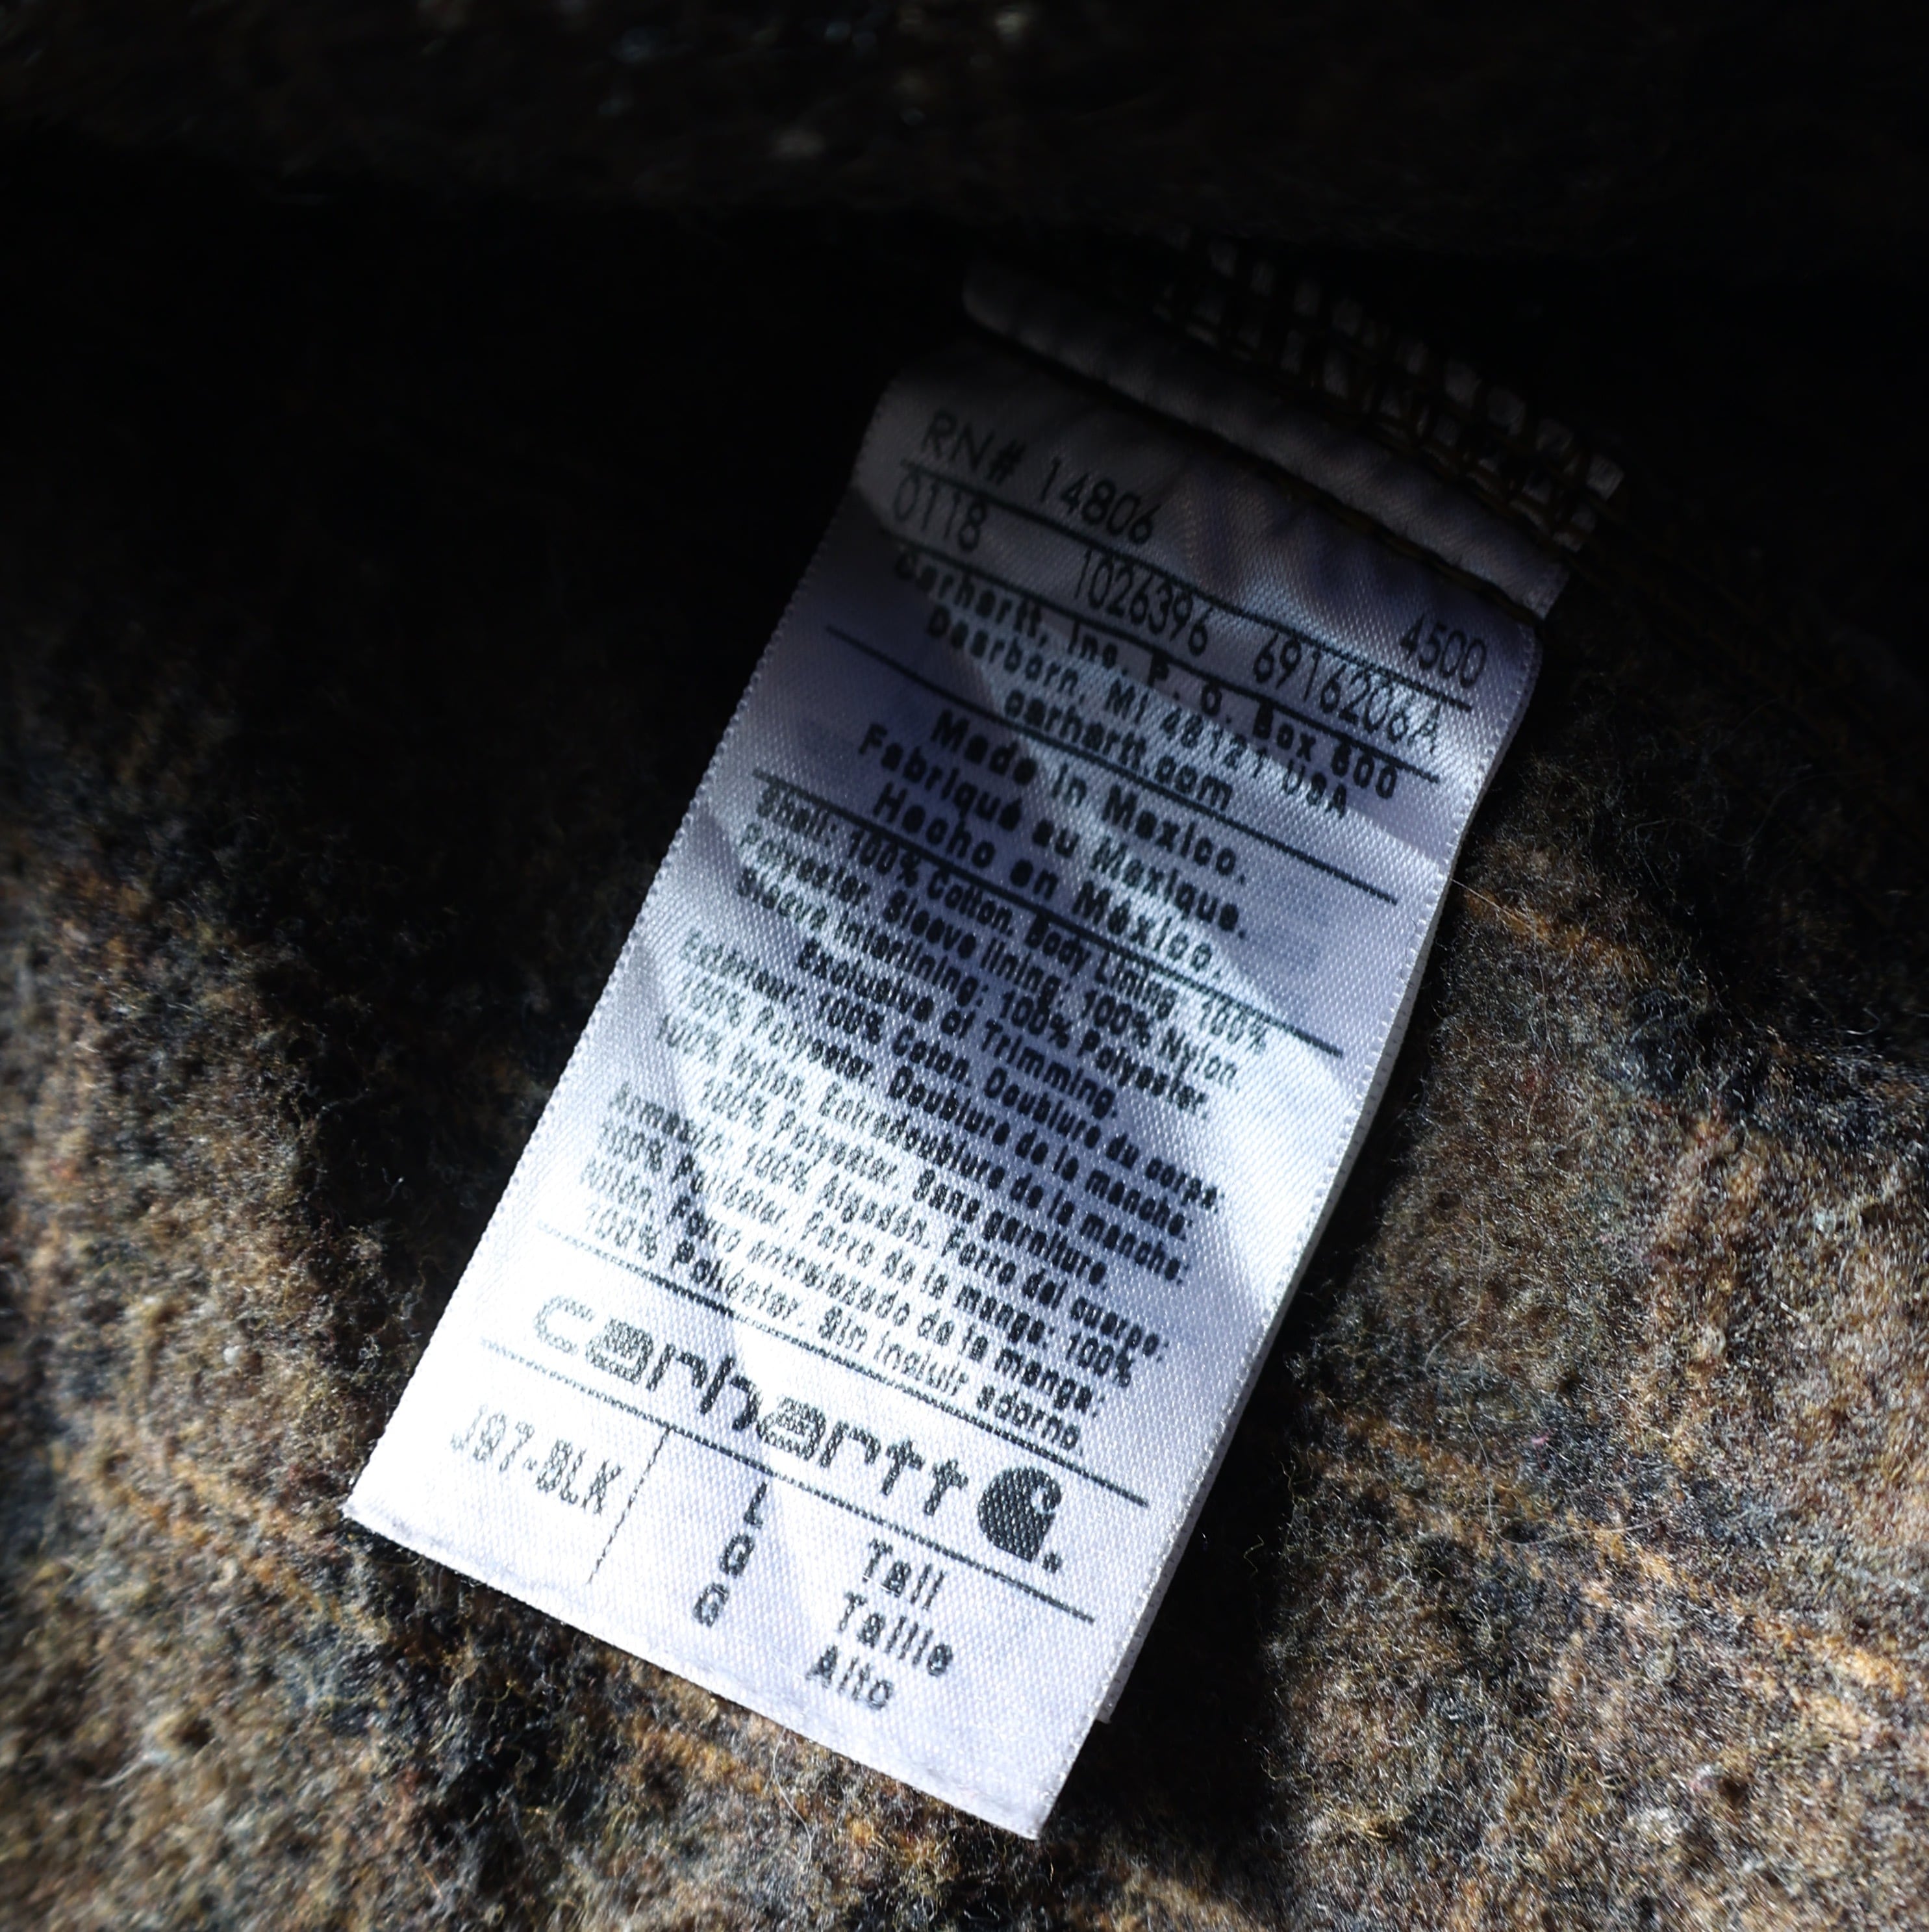 RN# 14806
4500
0118 1026396 6916206A
Carhartt, Inc. P. O. Box 600
Dearborn, MI 48121 USA
carhartt.com
Made in Mexico.
Fabriqué au Mexique.
Hecho en México.
Shell: 100% Cotton. Body Lining: 100%
Polyester. Sleeve lining: 100% Nylon.
Sleeve Interlining: 100% Polyester.
Exclusive of Trimming.
Extérieur: 100% Coton. Doublure du corps:
100% Polyester. Doublure de la manche:
100% Nylon. Entredoublure de la manche:
100% Polyester. Sans garniture.
Armazón: 100% Algodón. Forro del cuerpo:
100% Poliéster. Forro de la manga: 100%
Nilón. Forro entrelazado de la manga:
100% Poliéster. Sin incluir adorno.
carhartt
J97-BLK L Tall
G Taille
G Alto